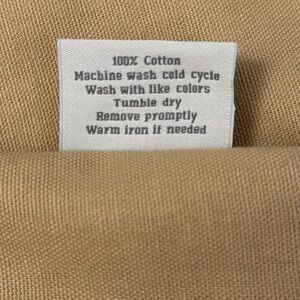 100% Cotton
Machine wash cold cycle
Wash with like colors
Tumble dry
Remove promptly
Warm iron if needed